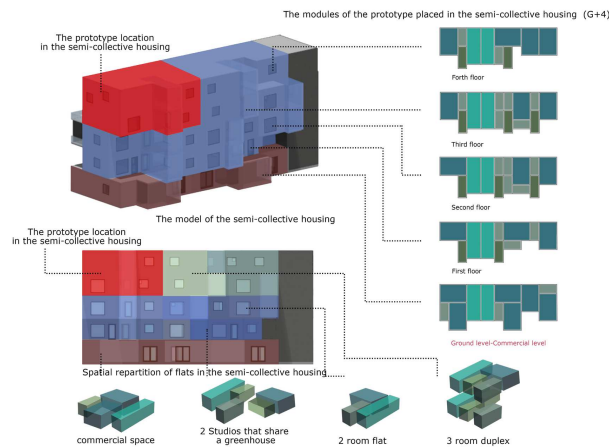 The modules of the prototype placed in the semi-collective housing (G+4)
The prototype location
in the semi-collective housing
Forth floor
Third floor
The model of the semi-collective housing
Second floor
The prototype location
in the semi-collective housing
First floor
Ground level-Commercial level
Spatial repartition of flats in the semi-collective housing
commercial space
2 Studios that share
a greenhouse
2 room flat
3 room duplex